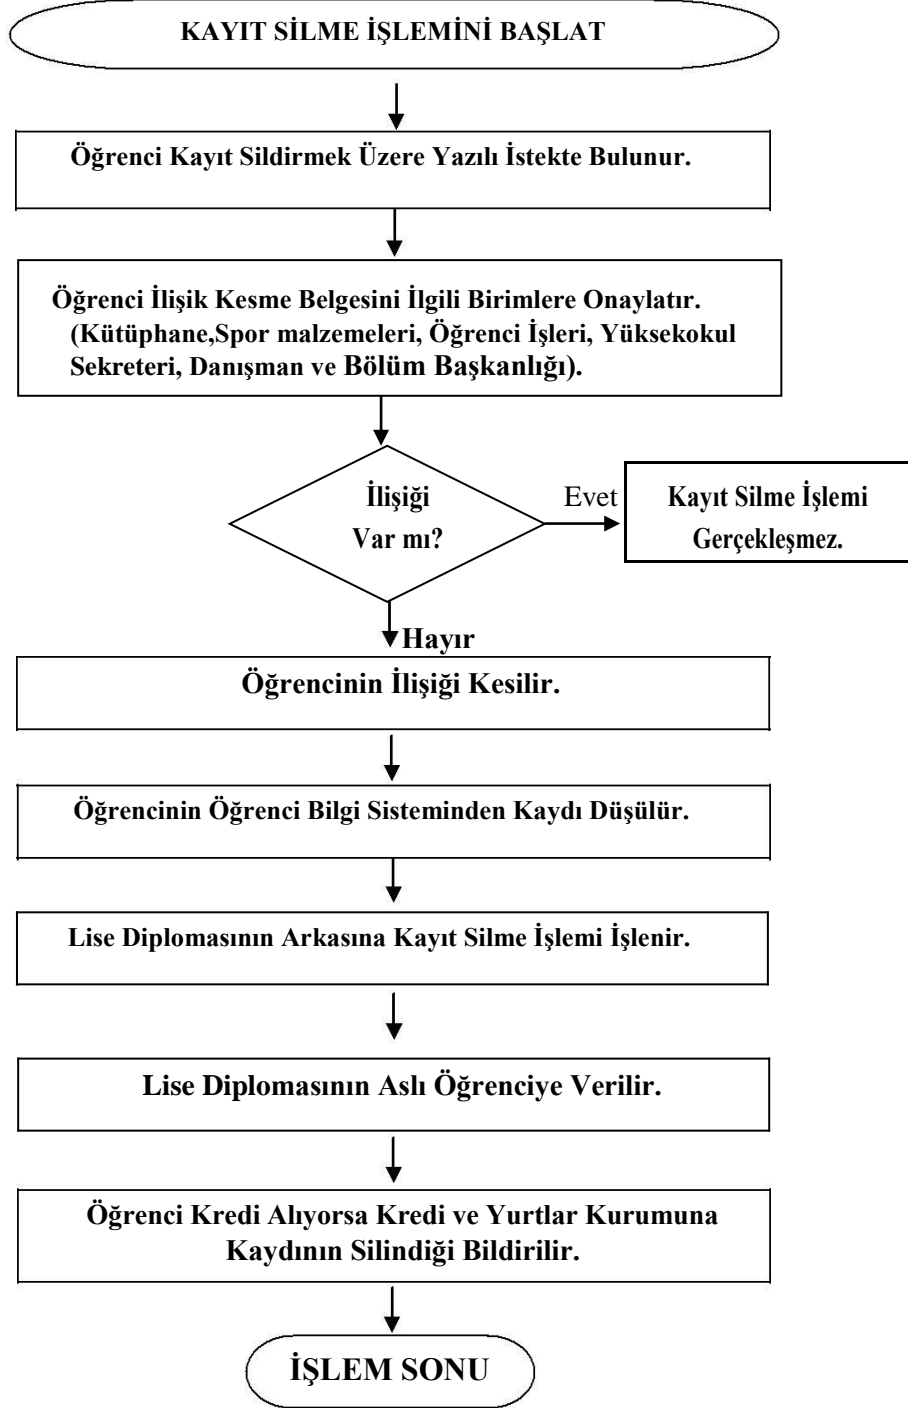 KAYIT SİLME İŞLEMİNİ BAŞLAT
Öğrenci Kayıt Sildirmek Üzere Yazılı İstekte Bulunur.
Öğrenci İlişik Kesme Belgesini İlgili Birimlere Onaylatır.
(Kütüphane,Spor malzemeleri, Öğrenci İşleri, Yüksekokul
Sekreteri, Danışman ve Bölüm Başkanlığı).
İlişiği
Var mı?
Evet
Kayıt Silme İşlemi
Gerçekleşmez.
Hayır
Öğrencinin İlişiği Kesilir.
Öğrencinin Öğrenci Bilgi Sisteminden Kaydı Düşülür.
Lise Diplomasının Arkasına Kayıt Silme İşlemi İşlenir.
Lise Diplomasının Aslı Öğrenciye Verilir.
Öğrenci Kredi Alıyorsa Kredi ve Yurtlar Kurumuna
Kaydının Silindiği Bildirilir.
İŞLEM SONU